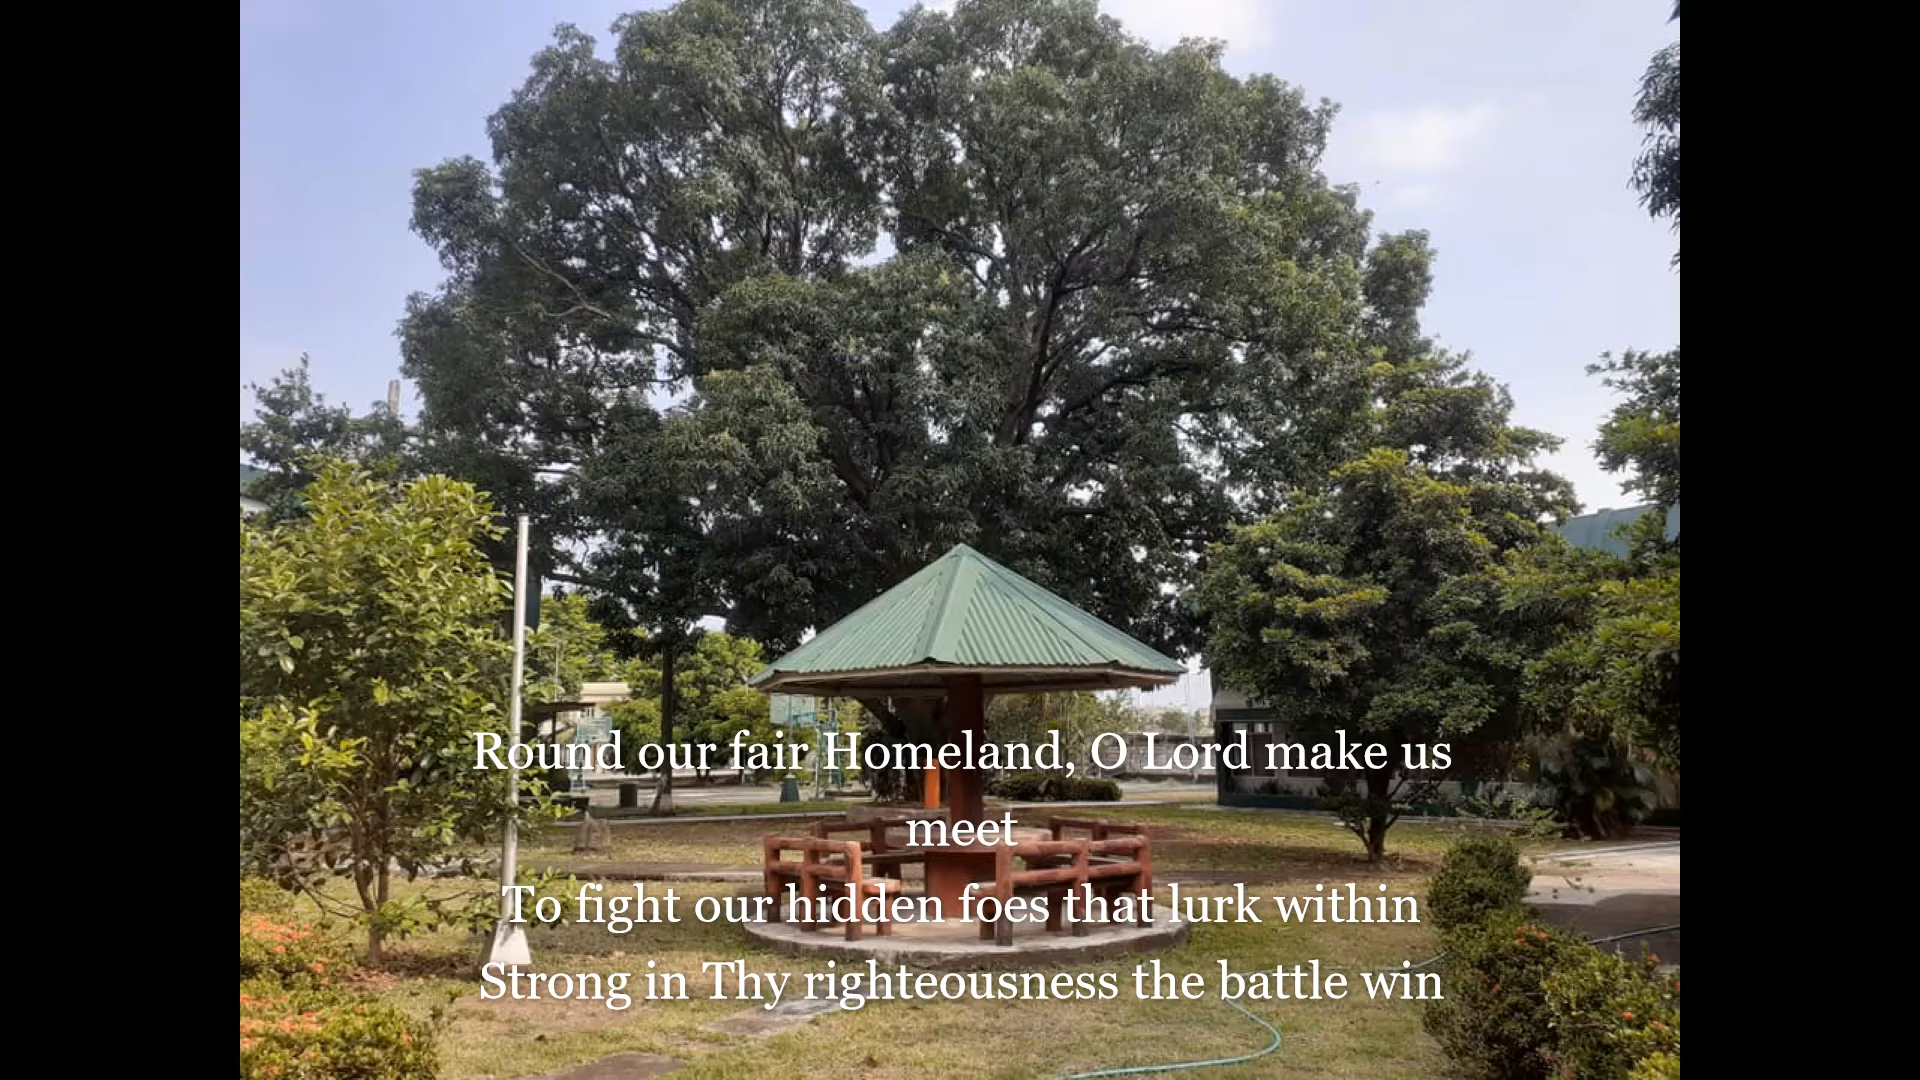 Round our fair Homeland, O Lord make us
meet
To fight our hidden foes that lurk within
Strong in Thy righteousness the battle win